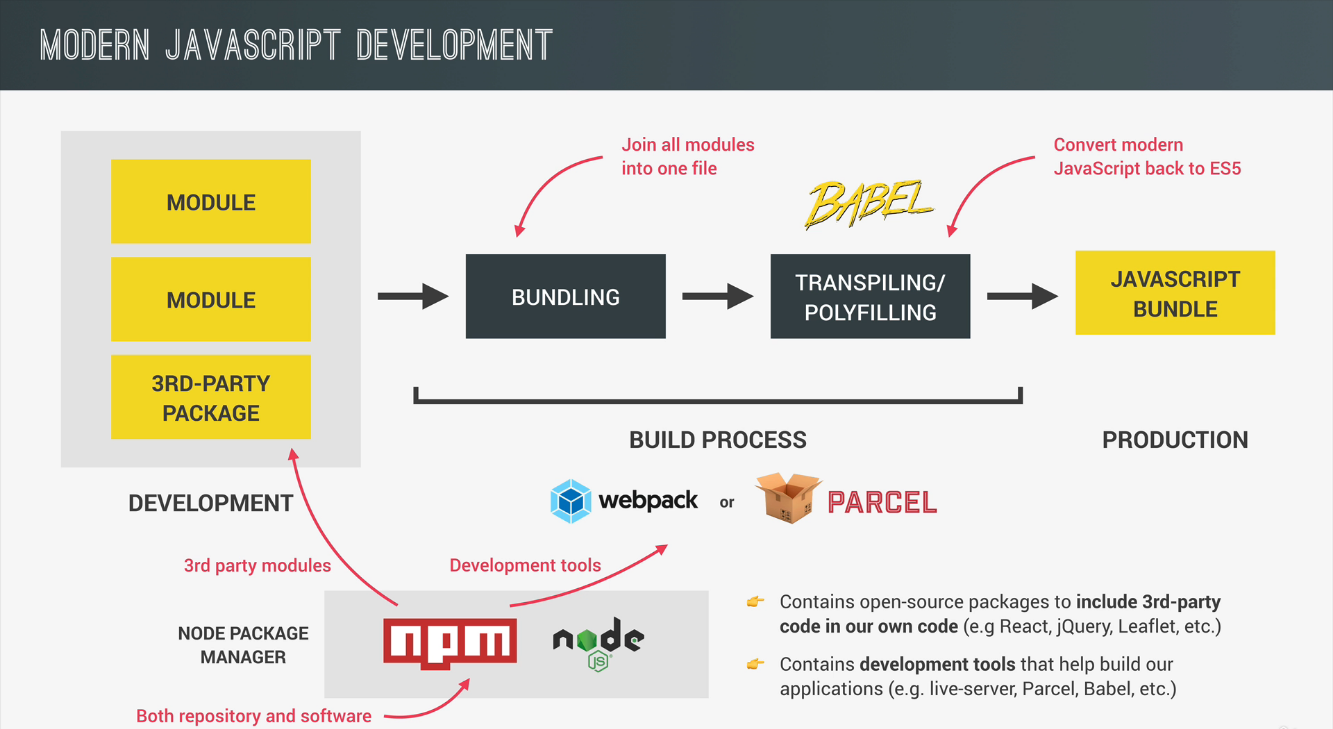 MODERN JAVASCRIPT DEVELOPMENT
Join all modules
into one file
Convert modern
JavaScript back to ES5
MODULE
MODULE
3RD-PARTY
PACKAGE
DEVELOPMENT
BUNDLING
BABEL
TRANSPILING/
POLYFILLING
JAVASCRIPT
BUNDLE
BUILD PROCESS
PRODUCTION
webpack or PARCEL
3rd party modules
Development tools
NODE PACKAGE
MANAGER
npm
node
JS
Both repository and software
👉 Contains open-source packages to include 3rd-party
code in our own code (e.g React, jQuery, Leaflet, etc.)
👉 Contains development tools that help build our
applications (e.g. live-server, Parcel, Babel, etc.)